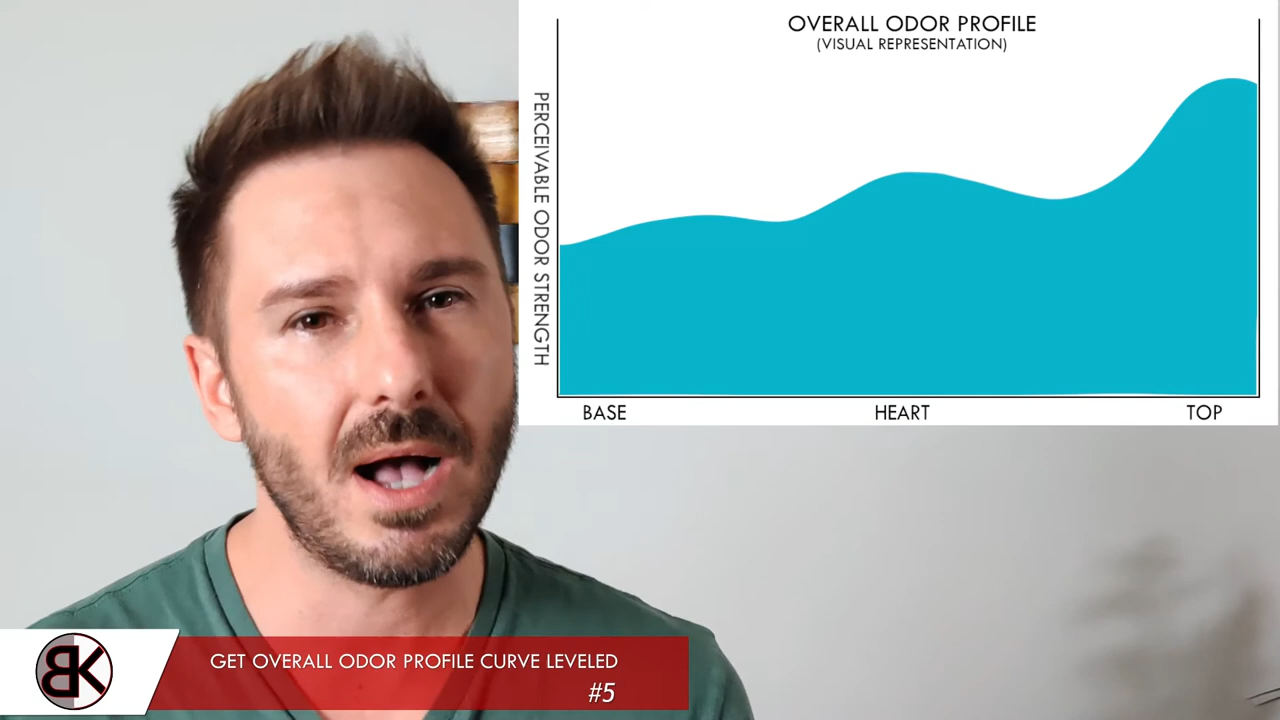 OVERALL ODOR PROFILE
(VISUAL REPRESENTATION)
PERCEIVABLE ODOR STRENGTH
BASE HEART TOP
BK
GET OVERALL ODOR PROFILE CURVE LEVELED
#5